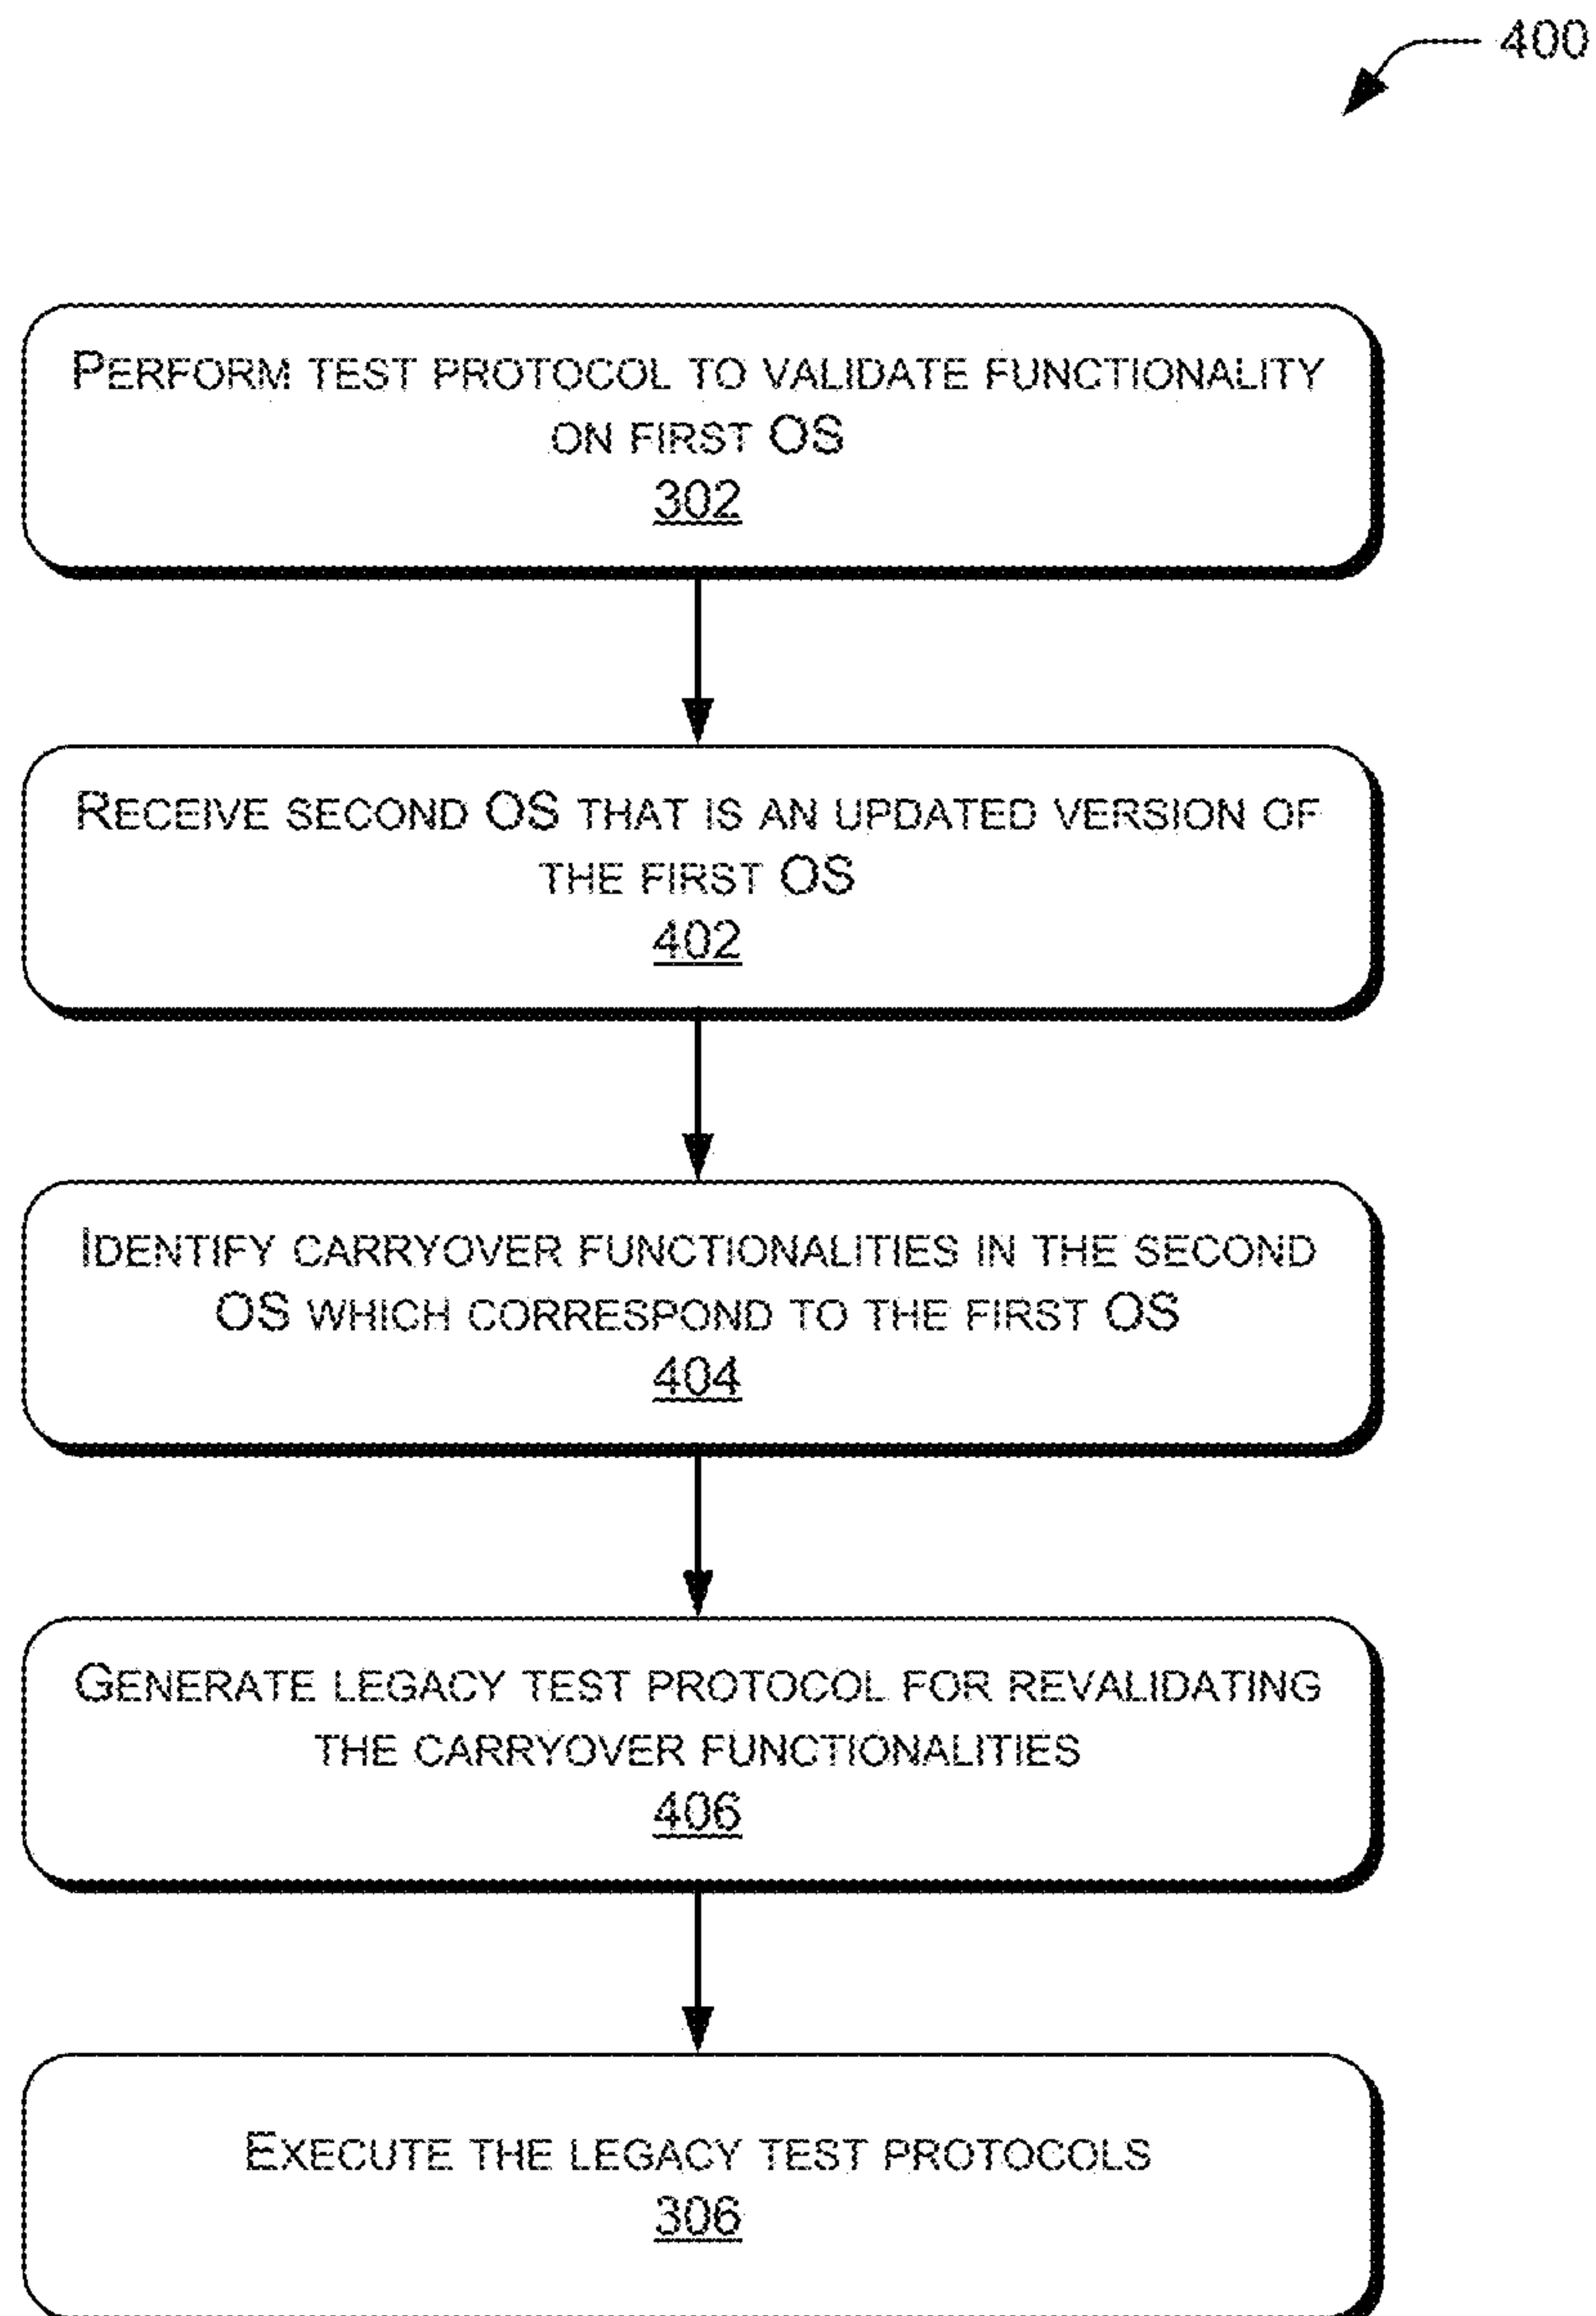 400
PERFORM TEST PROTOCOL TO VALIDATE FUNCTIONALITY
ON FIRST OS
302
RECEIVE SECOND OS THAT IS AN UPDATED VERSION OF
THE FIRST OS
402
IDENTIFY CARRYOVER FUNCTIONALITIES IN THE SECOND
OS WHICH CORRESPOND TO THE FIRST OS
404
GENERATE LEGACY TEST PROTOCOL FOR REVALIDATING
THE CARRYOVER FUNCTIONALITIES
406
EXECUTE THE LEGACY TEST PROTOCOLS
306